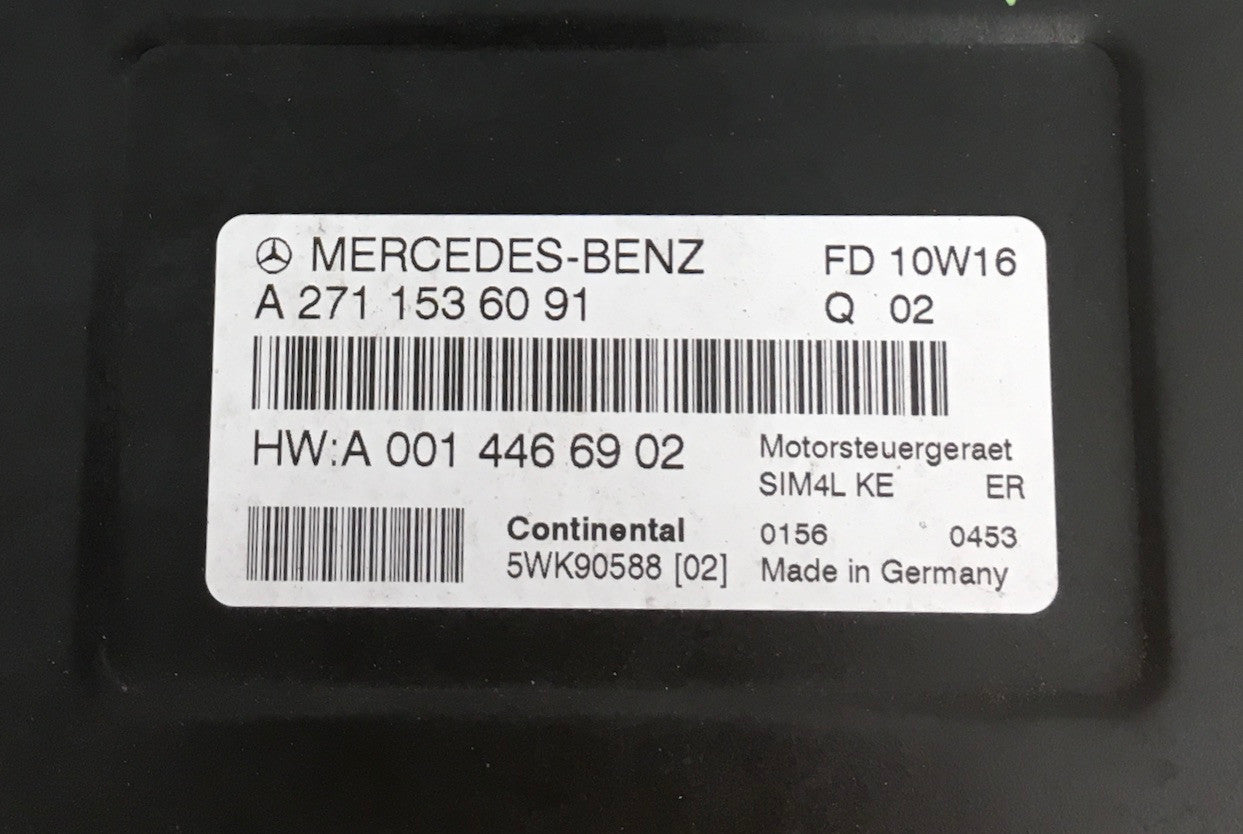 MERCEDES-BENZ FD 10W16
A 271 153 60 91 Q 02
HW:A 001 446 69 02 Motorsteuergeraet
SIM4L KE ER
Continental 0156 0453
5WK90588 [02] Made in Germany